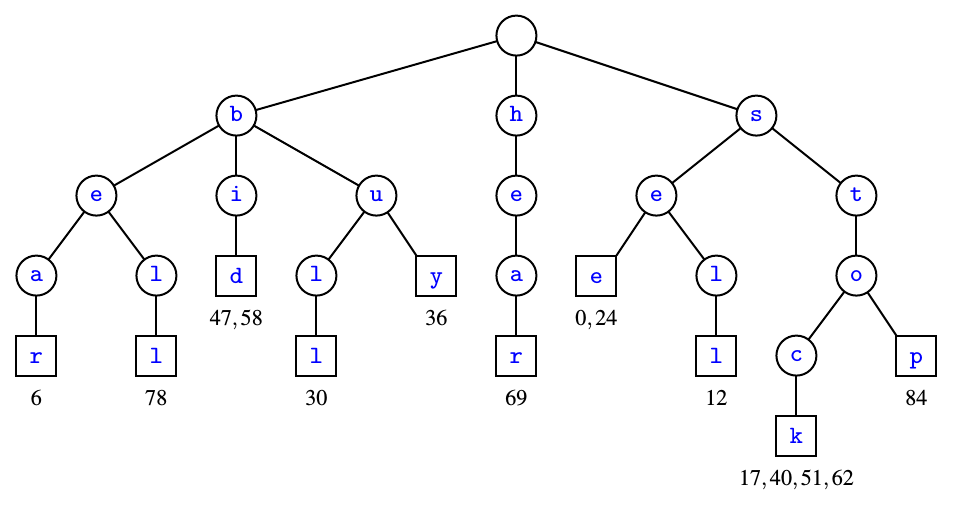 b h s
e i u e e t
a l d l y a e l o
47,58 36 0,24
r l l r l c p
6 78 30 69 12 84
k
17,40,51,62